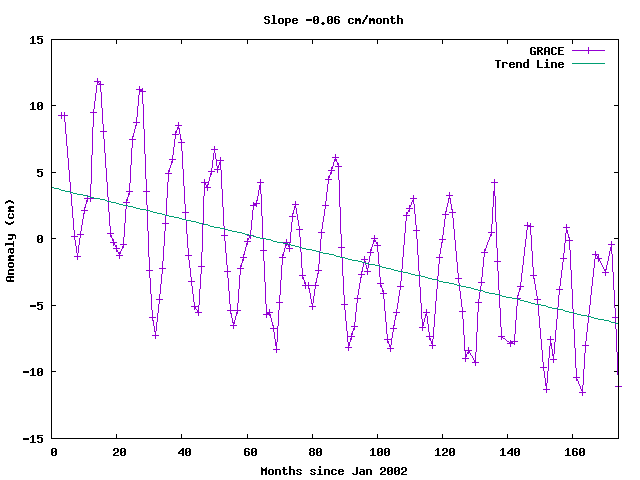 Slope -0.06 cm/month
GRACE
Trend Line
15
10
5
0
-5
-10
-15
Anomaly (cm)
0 20 40 60 80 100 120 140 160
Months since Jan 2002